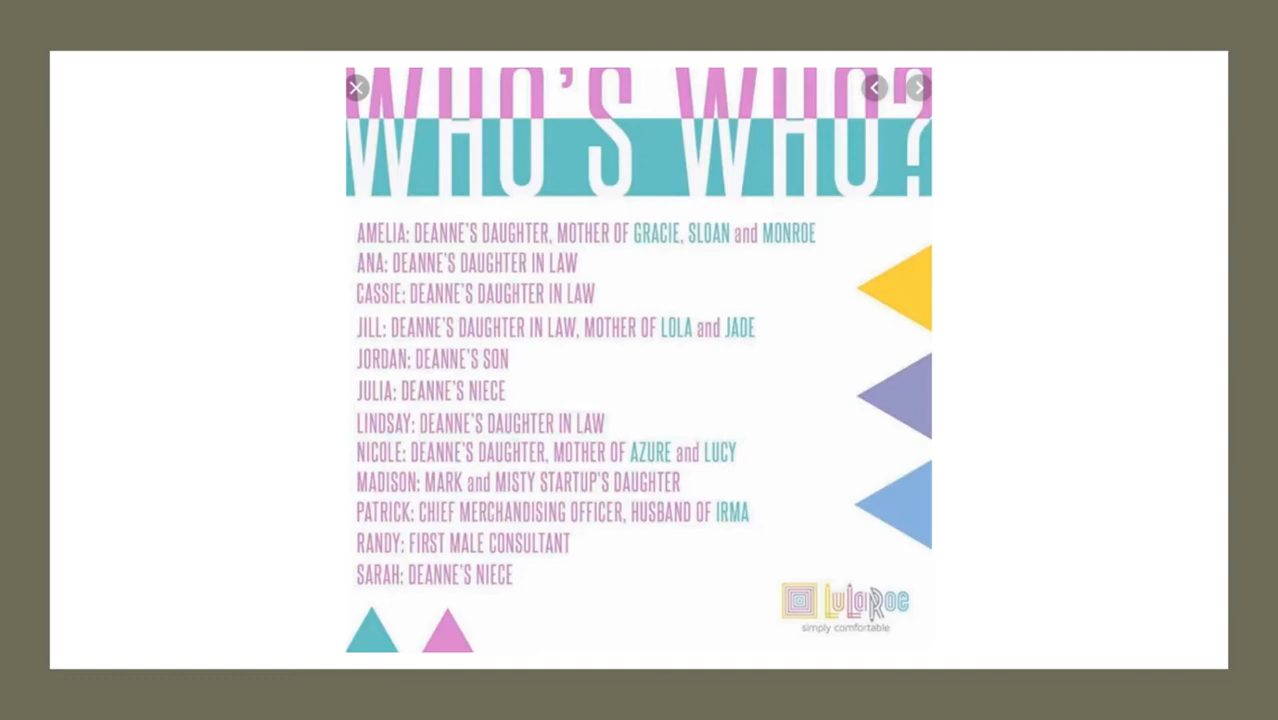 WHO'S WHO?
AMELIA: DEANNE'S DAUGHTER, MOTHER OF GRACIE, SLOAN and MONROE
ANA: DEANNE'S DAUGHTER IN LAW
CASSIE: DEANNE'S DAUGHTER IN LAW
JILL: DEANNE'S DAUGHTER IN LAW, MOTHER OF LOLA and JADE
JORDAN: DEANNE'S SON
JULIA: DEANNE'S NIECE
LINDSAY: DEANNE'S DAUGHTER IN LAW
NICOLE: DEANNE'S DAUGHTER, MOTHER OF AZURE and LUCY
MADISON: MARK and MISTY STARTUP'S DAUGHTER
PATRICK: CHIEF MERCHANDISING OFFICER, HUSBAND OF IRMA
RANDY: FIRST MALE CONSULTANT
SARAH: DEANNE'S NIECE
LuLaRoe
simply comfortable